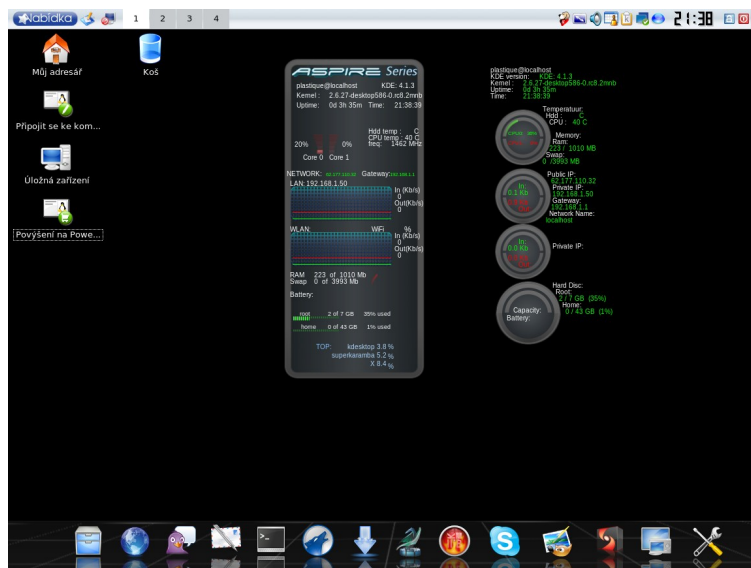 Nabídka 1 2 3 4 21:38
Můj adresář
Koš
Připojit se ke kom...
Úložná zařízení
Povýšení na Powe...
ASPIRE Series
plastique@localhost KDE: 4.1.3
Kernel : 2.6.27-desktop586-0.rc8.2mnb
Uptime: 0d 3h 35m Time: 21:38:39
Hdd temp : C
CPU temp : 40 C
20% 0% freq: 1462 MHz
Core 0 Core 1
NETWORK: 62.177.110.32 Gateway:192.168.1.1
LAN: 192.168.1.50
In (Kb/s)
0
Out(Kb/s)
0
WLAN: WiFi %
In (Kb/s)
0
Out(Kb/s)
0
RAM 223 of 1010 Mb
Swap 0 of 3993 Mb
Battery:
root 2 of 7 GB 35% used
home 0 of 43 GB 1% used
TOP: kdesktop 3.8 %
superkaramba 5.2 %
X 8.4 %
plastique@localhost
KDE version: KDE: 4.1.3
Kernel : 2.6.27-desktop586-0.rc8.2mnb
Uptime: 0d 3h 35m
Time: 21:38:39
Temperatuur:
Hdd : C
CPU : 40 C
Memory:
Ram:
223 / 1010 MB
Swap:
0 /3993 MB
Public IP:
62.177.110.32
Private IP:
192.168.1.50
Gateway:
192.168.1.1
Network Name:
localhost
In:
0.1 Kb
In:
0.0 Kb
Private IP:
Hard Disc:
Root:
2 / 7 GB (35%)
Home:
0 / 43 GB (1%)
Capacity:
Battery: